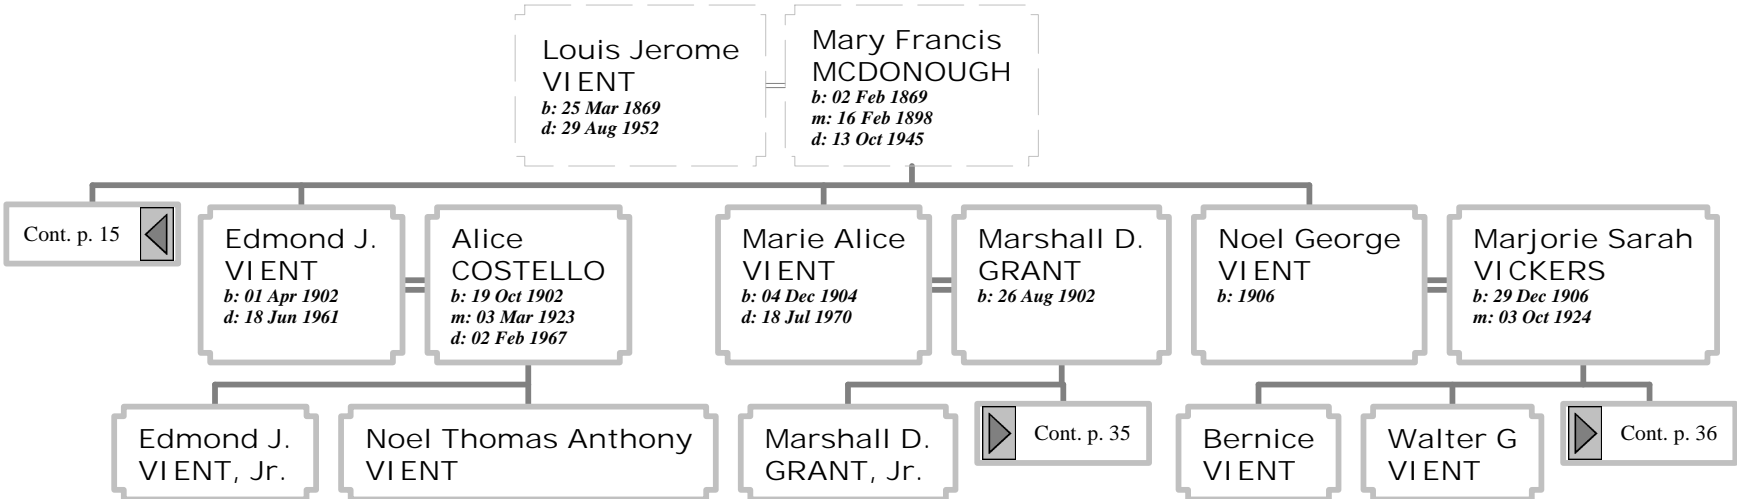 Louis Jerome
VIENT
b: 25 Mar 1869
d: 29 Aug 1952
Mary Francis
MCDONOUGH
b: 02 Feb 1869
m: 16 Feb 1898
d: 13 Oct 1945
Cont. p. 15
Edmond J.
VIENT
b: 01 Apr 1902
d: 18 Jun 1961
Alice
COSTELLO
b: 19 Oct 1902
m: 03 Mar 1923
d: 02 Feb 1967
Marie Alice
VIENT
b: 04 Dec 1904
d: 18 Jul 1970
Marshall D.
GRANT
b: 26 Aug 1902
Noel George
VIENT
b: 1906
Marjorie Sarah
VICKERS
b: 29 Dec 1906
m: 03 Oct 1924
Edmond J.
VIENT, Jr.
Noel Thomas Anthony
VIENT
Marshall D.
GRANT, Jr.
Cont. p. 35
Bernice
VIENT
Walter G
VIENT
Cont. p. 36